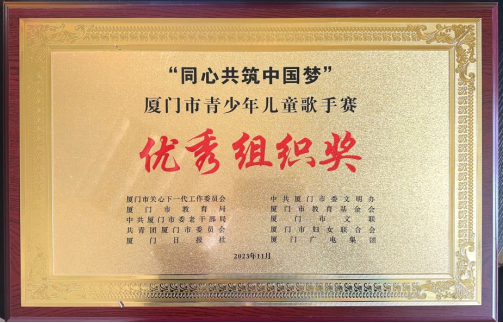 “同心共筑中国梦”
厦门市青少年儿童歌手赛
优秀组织奖
厦门市关心下一代工作委员会 中共厦门市委文明办
厦门市教育局 厦门市教育基金会
中共厦门市委老干部局 厦门市文联
共青团厦门市委员会 厦门市妇女联合会
厦门日报社 厦门广电集团
2023年11月